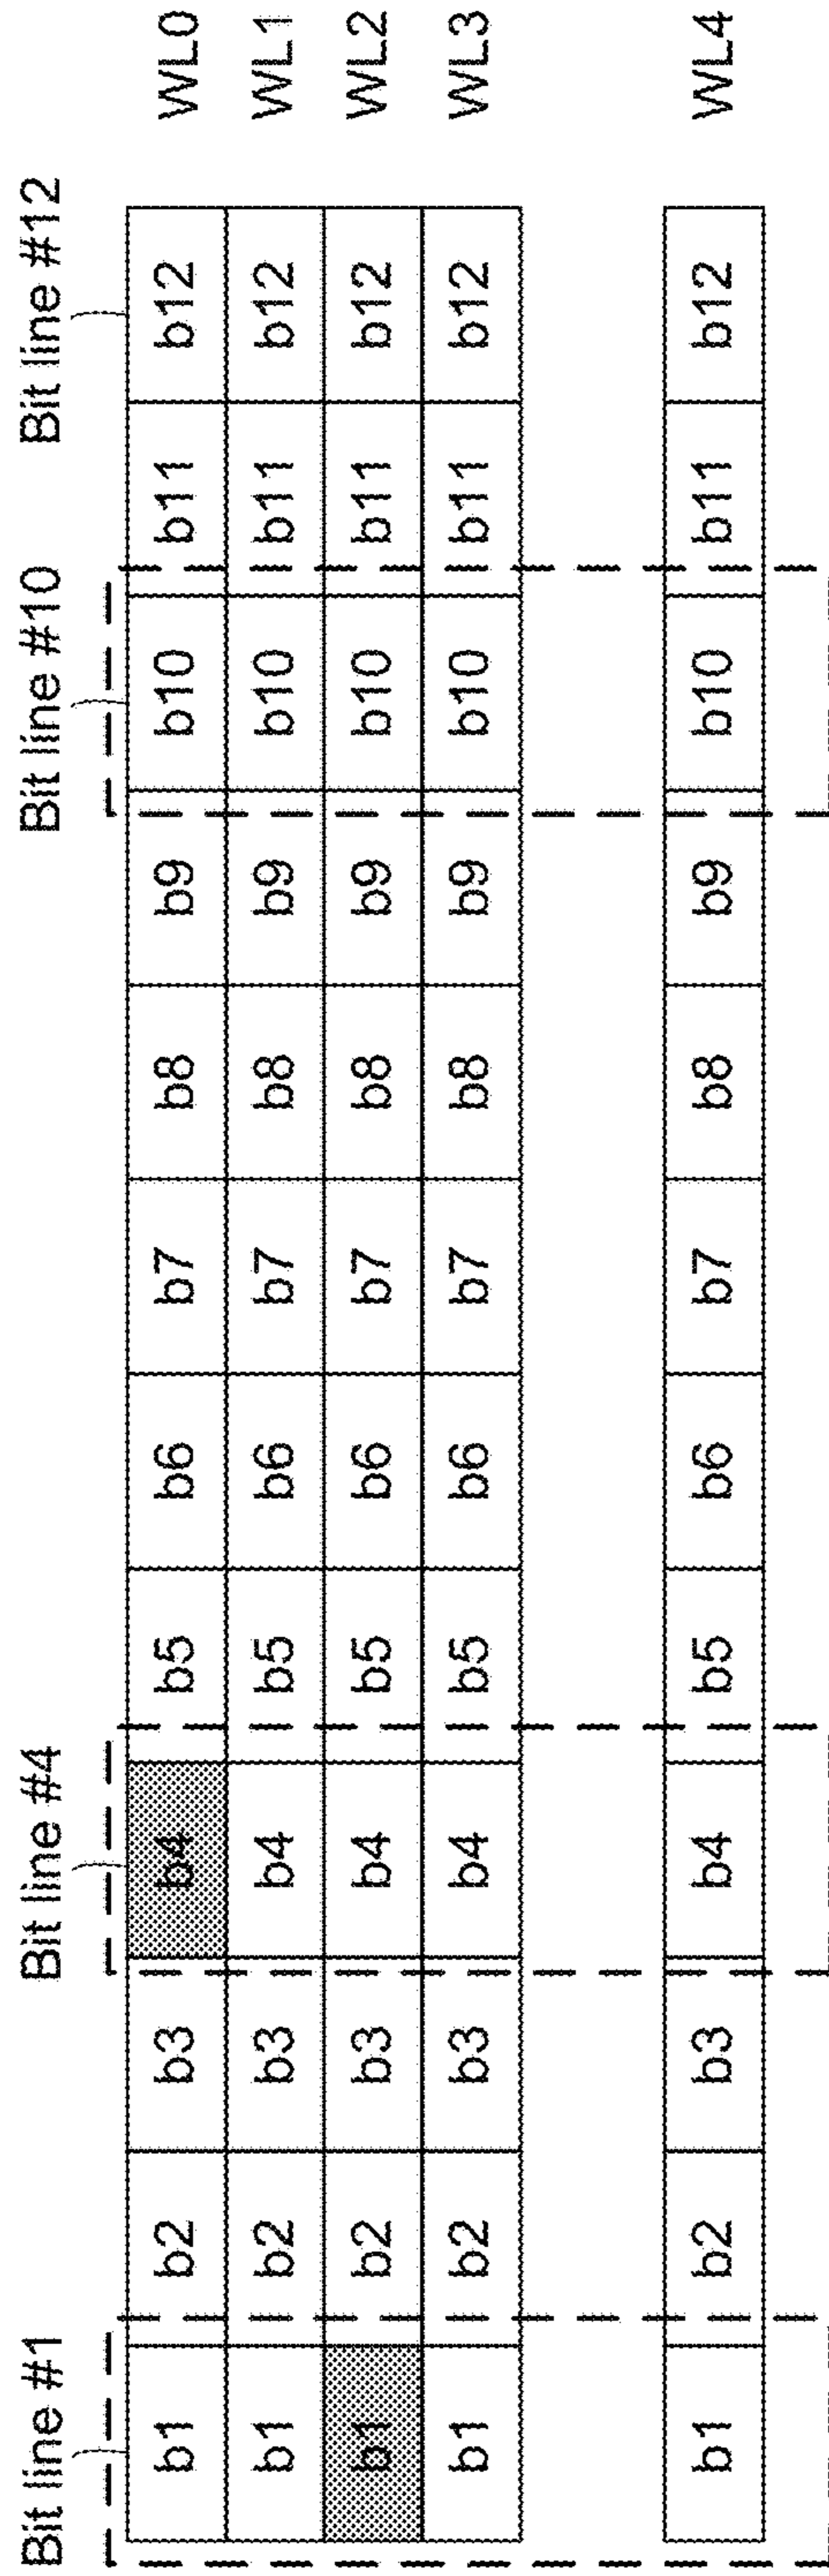 Bit line #1 Bit line #4 Bit line #10 Bit line #12
b1 b2 b3 b4 b5 b6 b7 b8 b9 b10 b11 b12 WL0
b1 b2 b3 b4 b5 b6 b7 b8 b9 b10 b11 b12 WL1
b1 b2 b3 b4 b5 b6 b7 b8 b9 b10 b11 b12 WL2
b1 b2 b3 b4 b5 b6 b7 b8 b9 b10 b11 b12 WL3
b1 b2 b3 b4 b5 b6 b7 b8 b9 b10 b11 b12 WL4